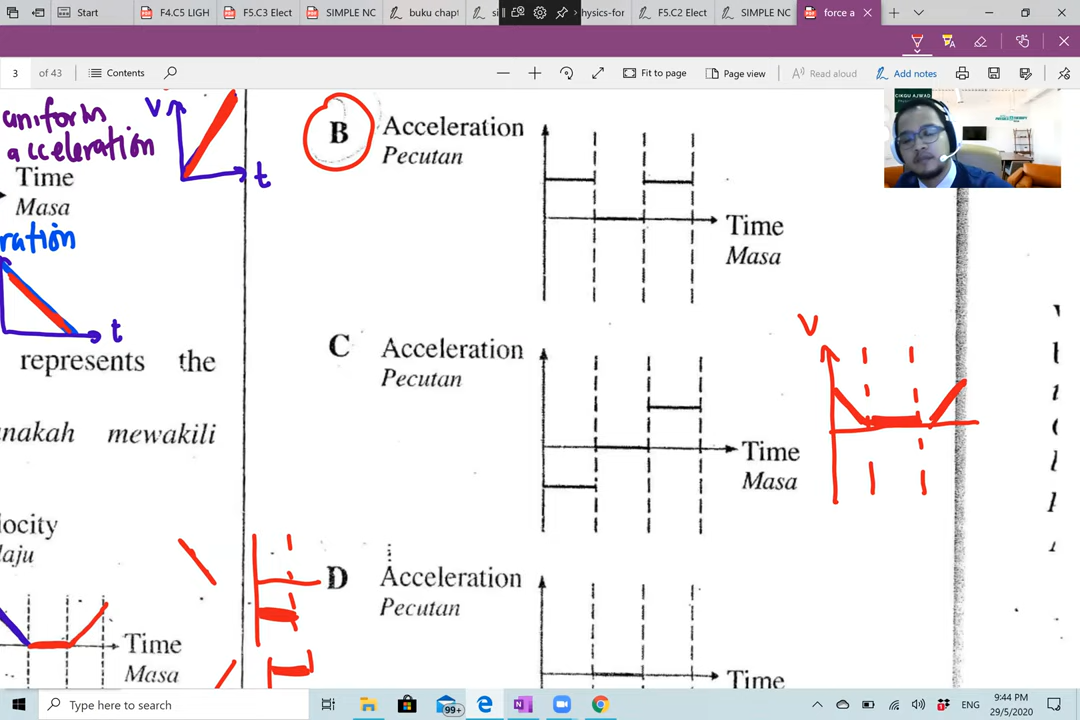 Start
F4.C5 LIGH
F5.C3 Elect
SIMPLE NC
buku chapt
si
hysics-for
F5.C2 Elect
SIMPLE NC
force a
3 of 43
Contents
Fit to page
Page view
Read aloud
Add notes
CIKGU AJWAD
uniform
acceleration
V
t
Time
Masa
ration
t
represents the
nakah mewakili
locity
laju
Time
Masa
B Acceleration
Pecutan
Time
Masa
C Acceleration
Pecutan
Time
Masa
V
D Acceleration
Pecutan
Time
Type here to search
99+
ENG
9:44 PM
29/5/2020